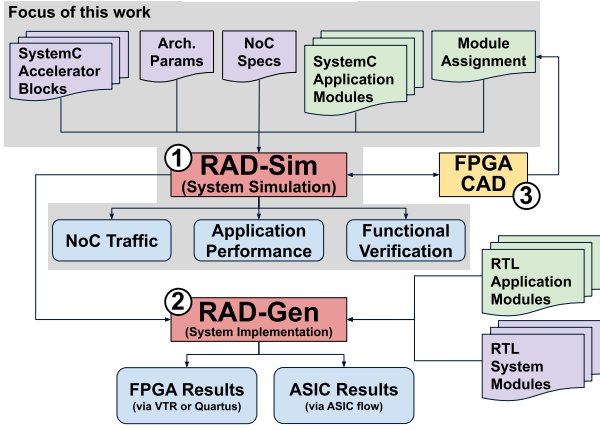 Focus of this work
SystemC
Accelerator
Blocks
Arch.
Params
NoC
Specs
SystemC
Application
Modules
Module
Assignment
1
RAD-Sim
(System Simulation)
FPGA
CAD
3
NoC Traffic
Application
Performance
Functional
Verification
2
RAD-Gen
(System Implementation)
RTL
Application
Modules
RTL
System
Modules
FPGA Results
(via VTR or Quartus)
ASIC Results
(via ASIC flow)